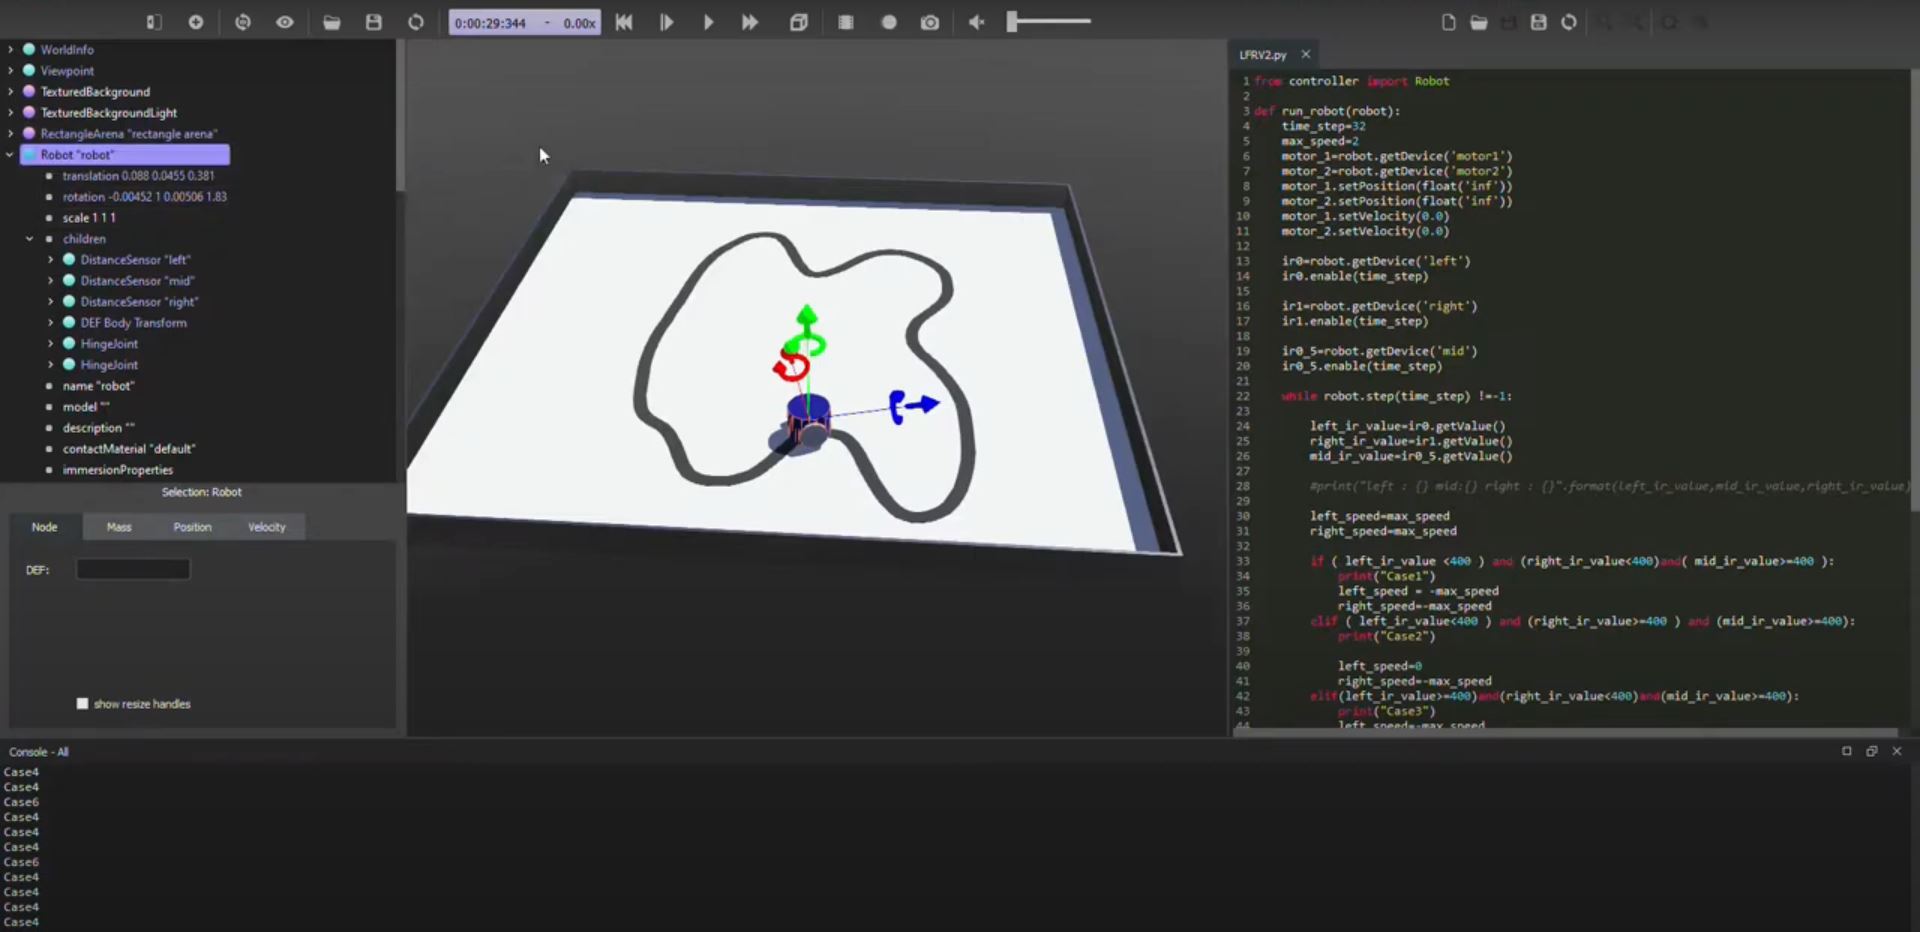 0:00:29:344 - 0.00x
WorldInfo
Viewpoint
TexturedBackground
TexturedBackgroundLight
RectangleArena "rectangle arena"
Robot "robot"
translation 0.088 0.0455 0.381
rotation -0.00452 1 0.00506 1.83
scale 1 1 1
children
DistanceSensor "left"
DistanceSensor "mid"
DistanceSensor "right"
DEF Body Transform
HingeJoint
HingeJoint
name "robot"
model ""
description ""
contactMaterial "default"
immersionProperties
Selection: Robot
Node Mass Position Velocity
DEF:
show resize handles
LFRV2.py
1 from controller import Robot
2
3 def run_robot(robot):
4 time_step=32
5 max_speed=2
6 motor_1=robot.getDevice('motor1')
7 motor_2=robot.getDevice('motor2')
8 motor_1.setPosition(float('inf'))
9 motor_2.setPosition(float('inf'))
10 motor_1.setVelocity(0.0)
11 motor_2.setVelocity(0.0)
12
13 ir0=robot.getDevice('left')
14 ir0.enable(time_step)
15
16 ir1=robot.getDevice('right')
17 ir1.enable(time_step)
18
19 ir0_5=robot.getDevice('mid')
20 ir0_5.enable(time_step)
21
22 while robot.step(time_step) !=-1:
23
24 left_ir_value=ir0.getValue()
25 right_ir_value=ir1.getValue()
26 mid_ir_value=ir0_5.getValue()
27
28 #print("left : {} mid:{} right : {}".format(left_ir_value,mid_ir_value,right_ir_value)
29
30 left_speed=max_speed
31 right_speed=max_speed
32
33 if ( left_ir_value <400 ) and (right_ir_value<400)and( mid_ir_value>=400 ):
34 print("Case1")
35 left_speed = -max_speed
36 right_speed=-max_speed
37 elif ( left_ir_value<400 ) and (right_ir_value>=400 ) and (mid_ir_value>=400):
38 print("Case2")
39
40 left_speed=0
41 right_speed=-max_speed
42 elif(left_ir_value>=400)and(right_ir_value<400)and(mid_ir_value>=400):
43 print("Case3")
44 left_speed=-max_speed
Console - All
Case4
Case4
Case6
Case4
Case4
Case4
Case6
Case4
Case4
Case4
Case4